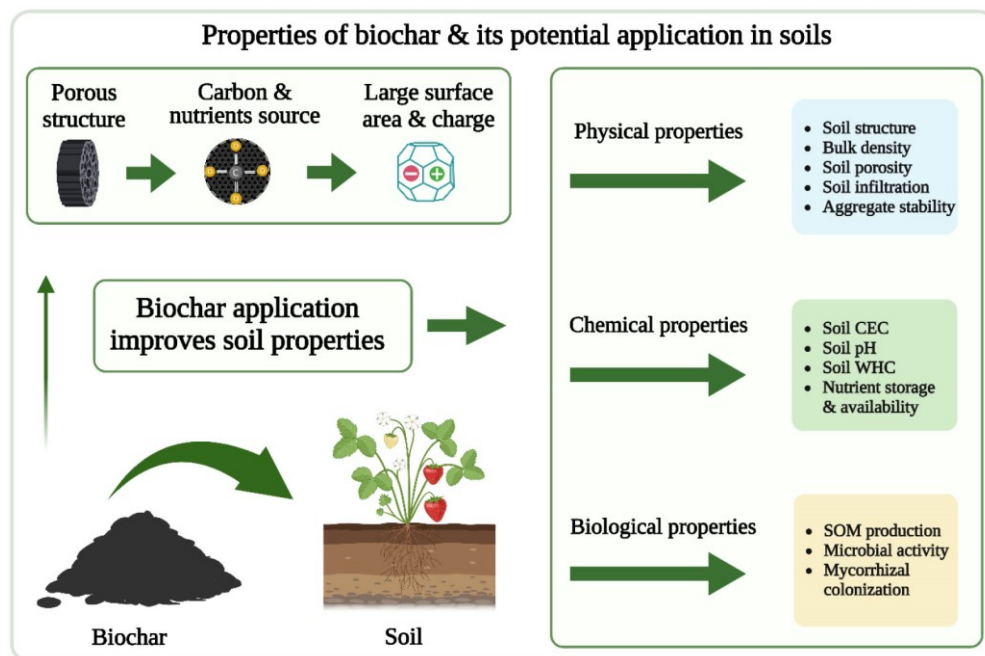 Properties of biochar & its potential application in soils
Porous
structure
Carbon &
nutrients source
Large surface
area & charge
C
O
O
O
O
− +
Biochar application
improves soil properties
Biochar
Soil
Physical properties
• Soil structure
• Bulk density
• Soil porosity
• Soil infiltration
• Aggregate stability
Chemical properties
• Soil CEC
• Soil pH
• Soil WHC
• Nutrient storage
& availability
Biological properties
• SOM production
• Microbial activity
• Mycorrhizal
colonization